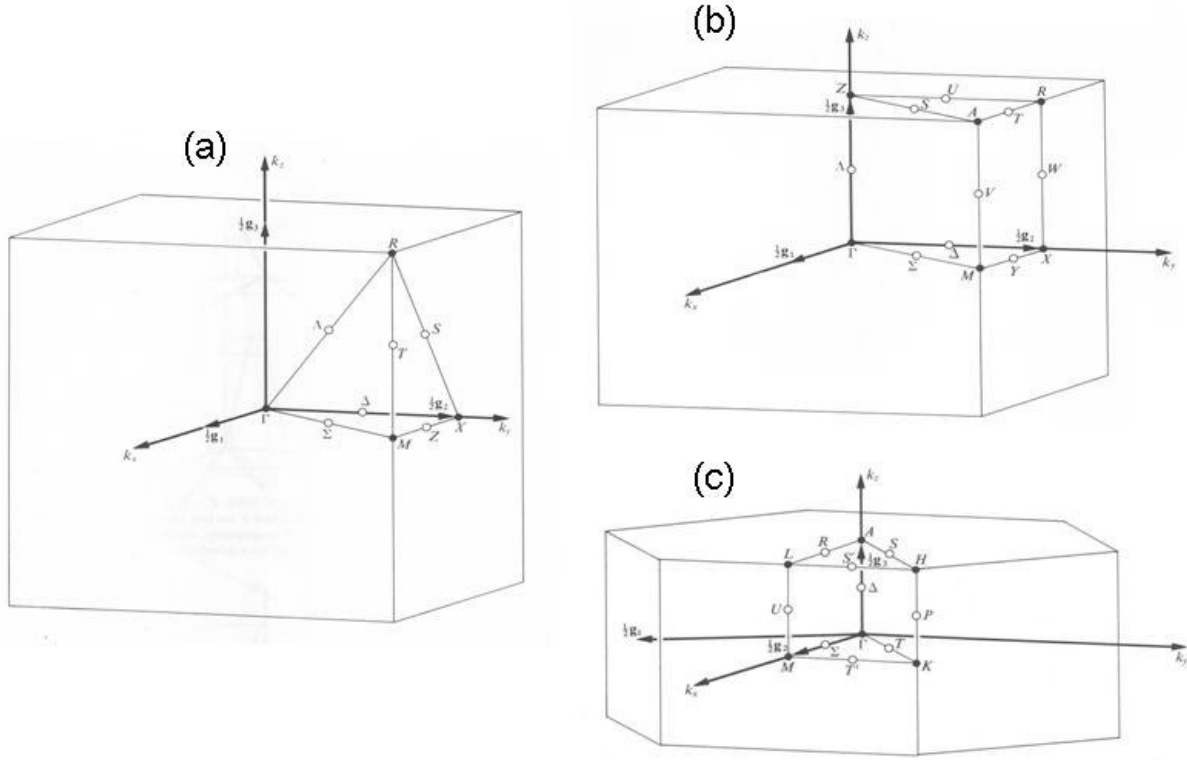 (a)
k_z
½g₃
R
Λ
S
T
Γ
Δ
½g₂
X
k_y
½g₁
k_x
Σ
M
Z
(b)
k_z
Z
U
R
½g₃
S
A
T
Λ
V
W
Γ
Δ
½g₂
X
k_y
½g₁
k_x
Σ
M
Y
(c)
k_z
A
R
S
L
½g₃
S'
H
Δ
U
P
½g₁
Γ
½g₂
Σ
T
M
T'
K
k_y
k_x